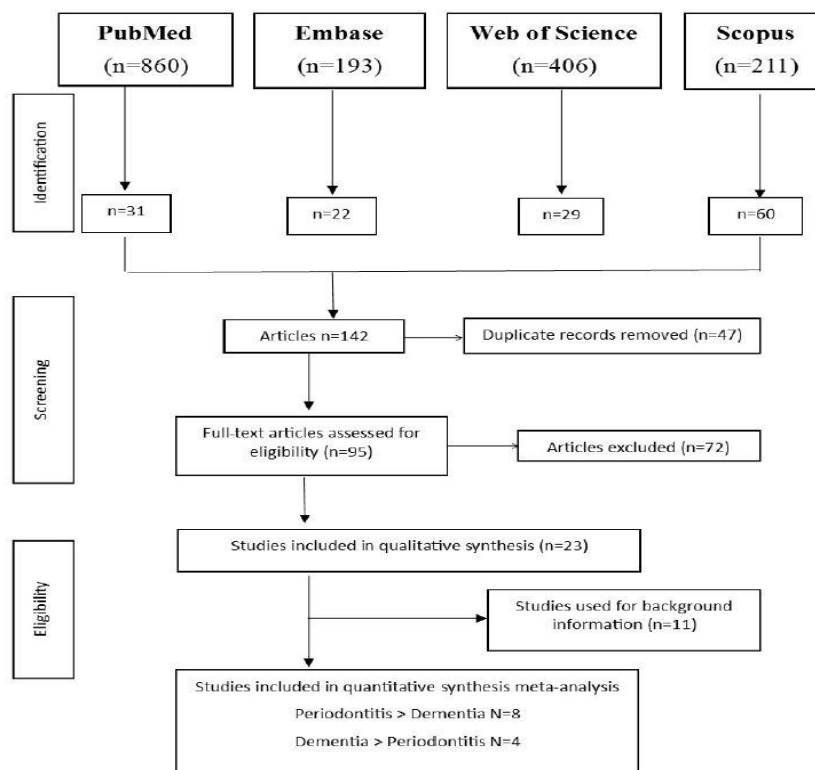 PubMed
(n=860)
Embase
(n=193)
Web of Science
(n=406)
Scopus
(n=211)
Identification
n=31
n=22
n=29
n=60
Screening
Articles n=142
Duplicate records removed (n=47)
Full-text articles assessed for
eligibility (n=95)
Articles excluded (n=72)
Eligibility
Studies included in qualitative synthesis (n=23)
Studies used for background
information (n=11)
Studies included in quantitative synthesis meta-analysis
Periodontitis > Dementia N=8
Dementia > Periodontitis N=4